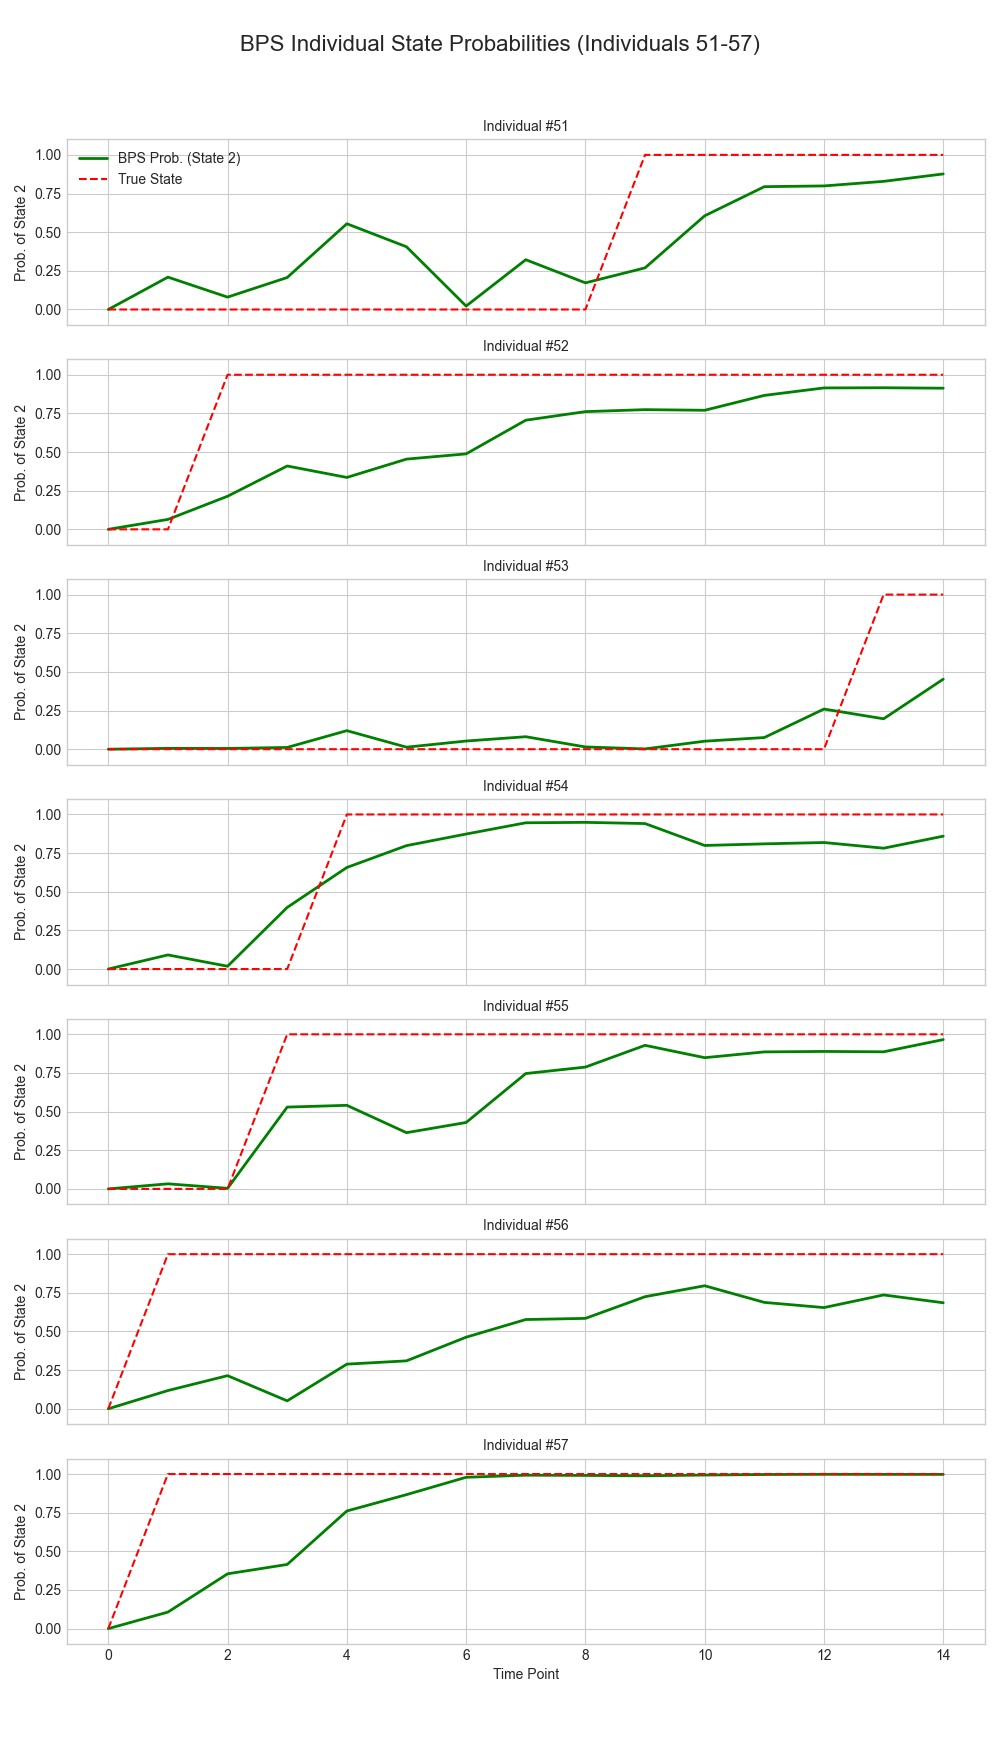 BPS Individual State Probabilities (Individuals 51-57)
Individual #51
1.00
0.75
0.50
0.25
0.00
Prob. of State 2
BPS Prob. (State 2)
True State
Individual #52
1.00
0.75
0.50
0.25
0.00
Prob. of State 2
Individual #53
1.00
0.75
0.50
0.25
0.00
Prob. of State 2
Individual #54
1.00
0.75
0.50
0.25
0.00
Prob. of State 2
Individual #55
1.00
0.75
0.50
0.25
0.00
Prob. of State 2
Individual #56
1.00
0.75
0.50
0.25
0.00
Prob. of State 2
Individual #57
1.00
0.75
0.50
0.25
0.00
Prob. of State 2
0 2 4 6 8 10 12 14
Time Point